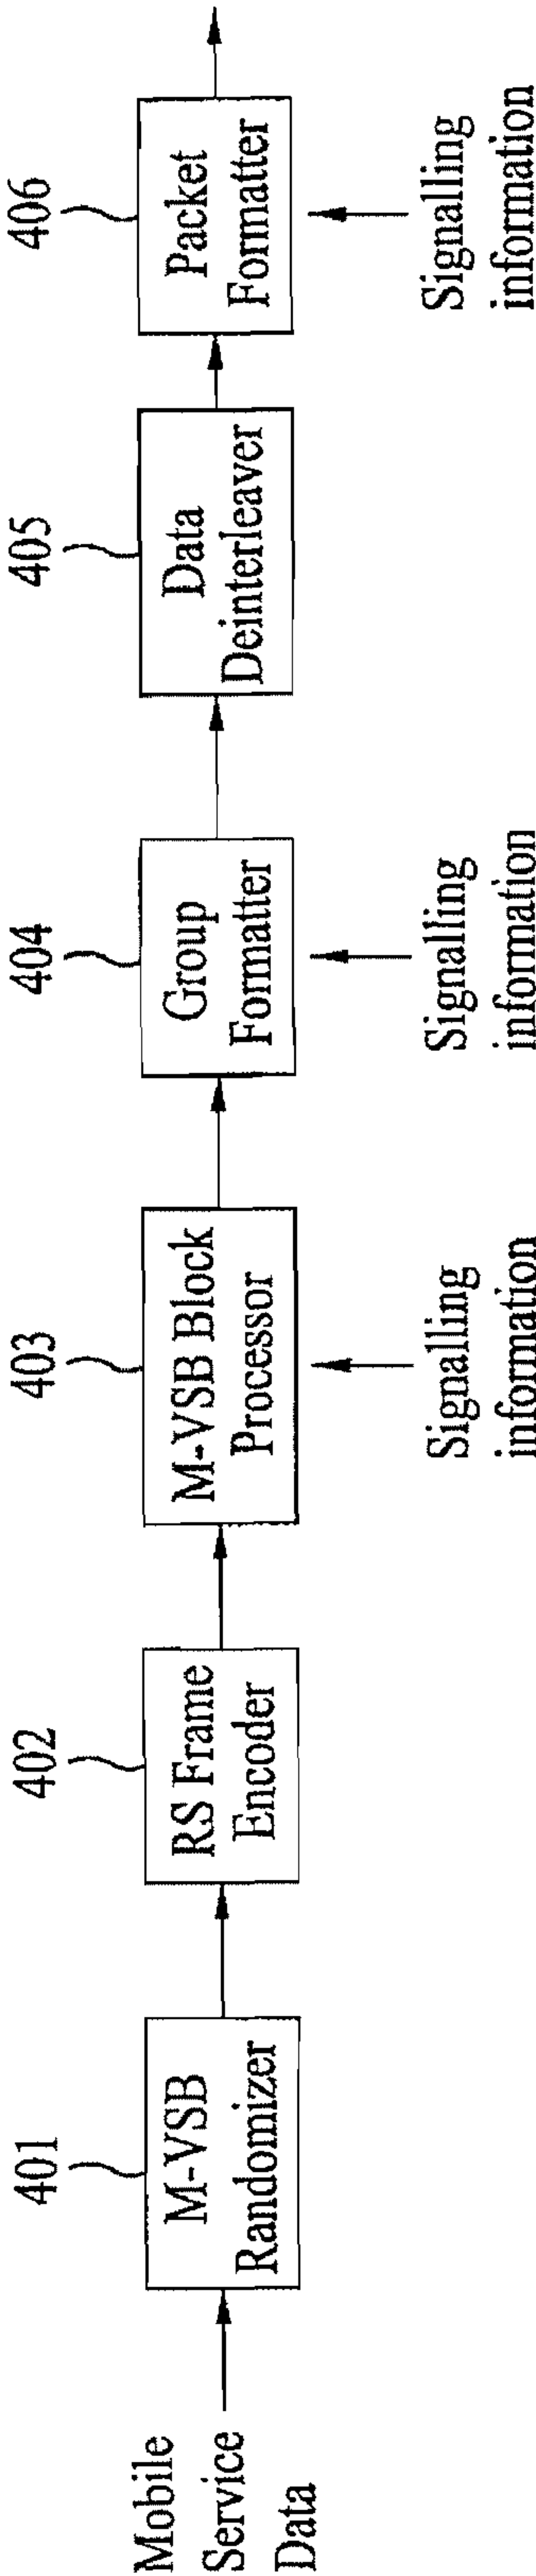 Mobile
Service
Data
401
M-VSB
Randomizer
402
RS Frame
Encoder
403
M-VSB Block
Processor
Signalling
information
404
Group
Formatter
Signalling
information
405
Data
Deinterleaver
406
Packet
Formatter
Signalling
information